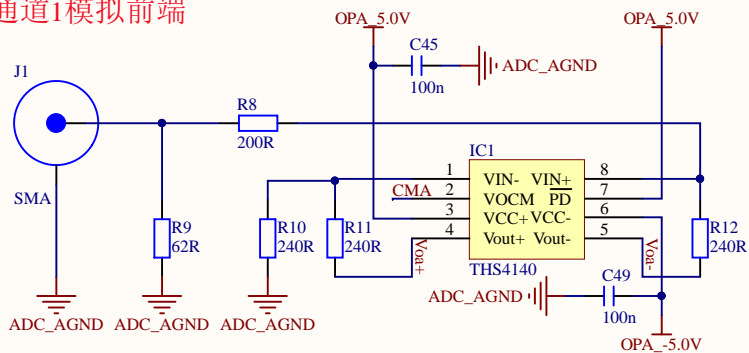 通道1模拟前端
OPA_5.0V
OPA_5.0V
C45
ADC_AGND
100n
J1
R8
200R
IC1
1
VIN-
VIN+
8
SMA
CMA
2
VOCM
PD
7
3
VCC+
VCC-
6
R9
62R
R10
240R
R11
240R
Voa+
4
Vout+
Vout-
5
Voa-
R12
240R
THS4140
C49
ADC_AGND
100n
ADC_AGND
ADC_AGND
ADC_AGND
OPA_-5.0V